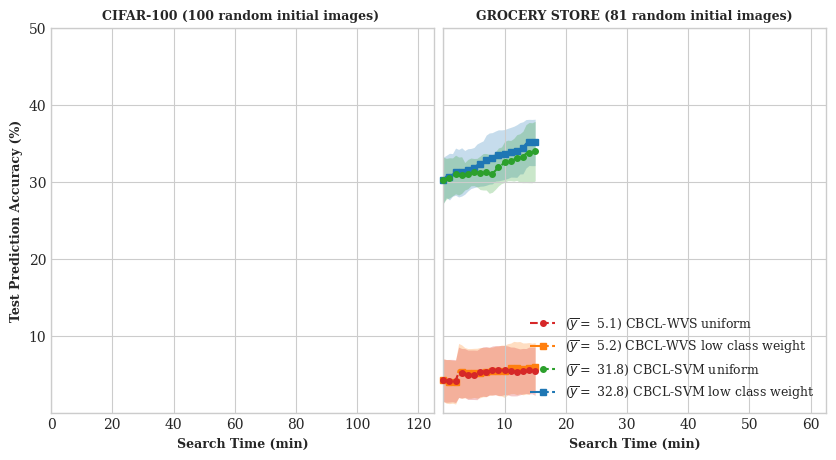 CIFAR-100 (100 random initial images)
GROCERY STORE (81 random initial images)
Test Prediction Accuracy (%)
50
40
30
20
10
0 20 40 60 80 100 120
10 20 30 40 50 60
Search Time (min)
Search Time (min)
(y̅ = 5.1) CBCL-WVS uniform
(y̅ = 5.2) CBCL-WVS low class weight
(y̅ = 31.8) CBCL-SVM uniform
(y̅ = 32.8) CBCL-SVM low class weight